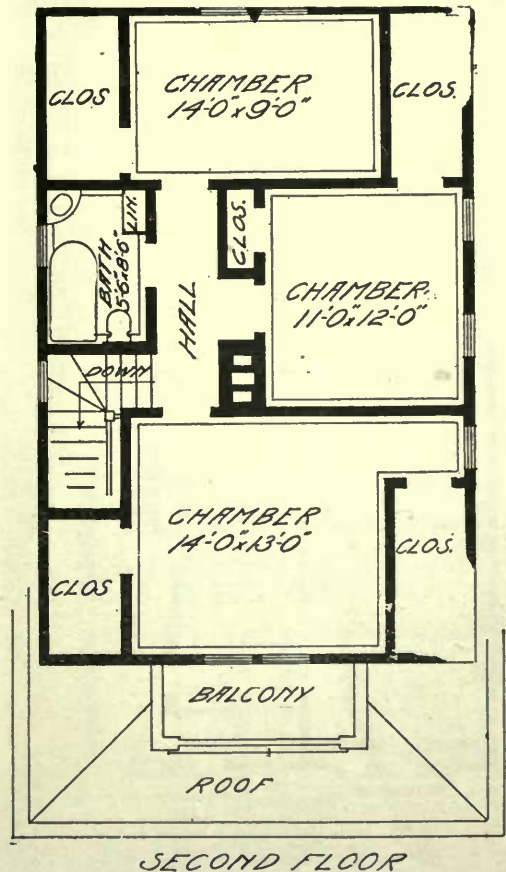 CHAMBER
14'-0"x9'-0"
CLOS
CLOS.
LIN.
CLOS.
BATH
5'-6"x8'-6"
CHAMBER.
11'-0"x12'-0"
HALL
DOWN
CHAMBER
14'-0"x13'-0"
CLOS.
CLOS
BALCONY
ROOF
SECOND FLOOR